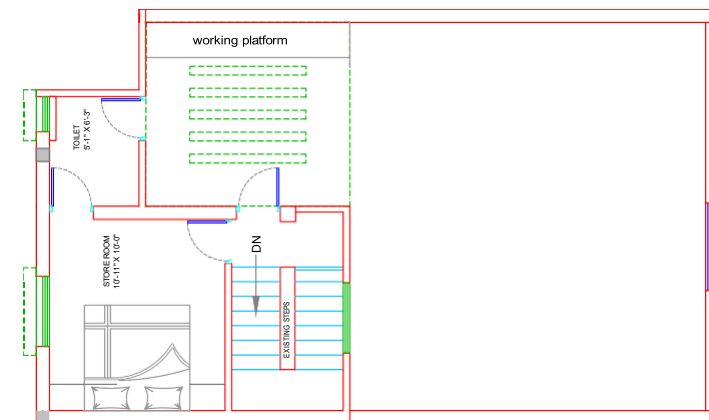 working platform
TOILET
5'-1" X 6'-3"
STORE ROOM
10'-11" X 10'-0"
DN
EXISTING STEPS